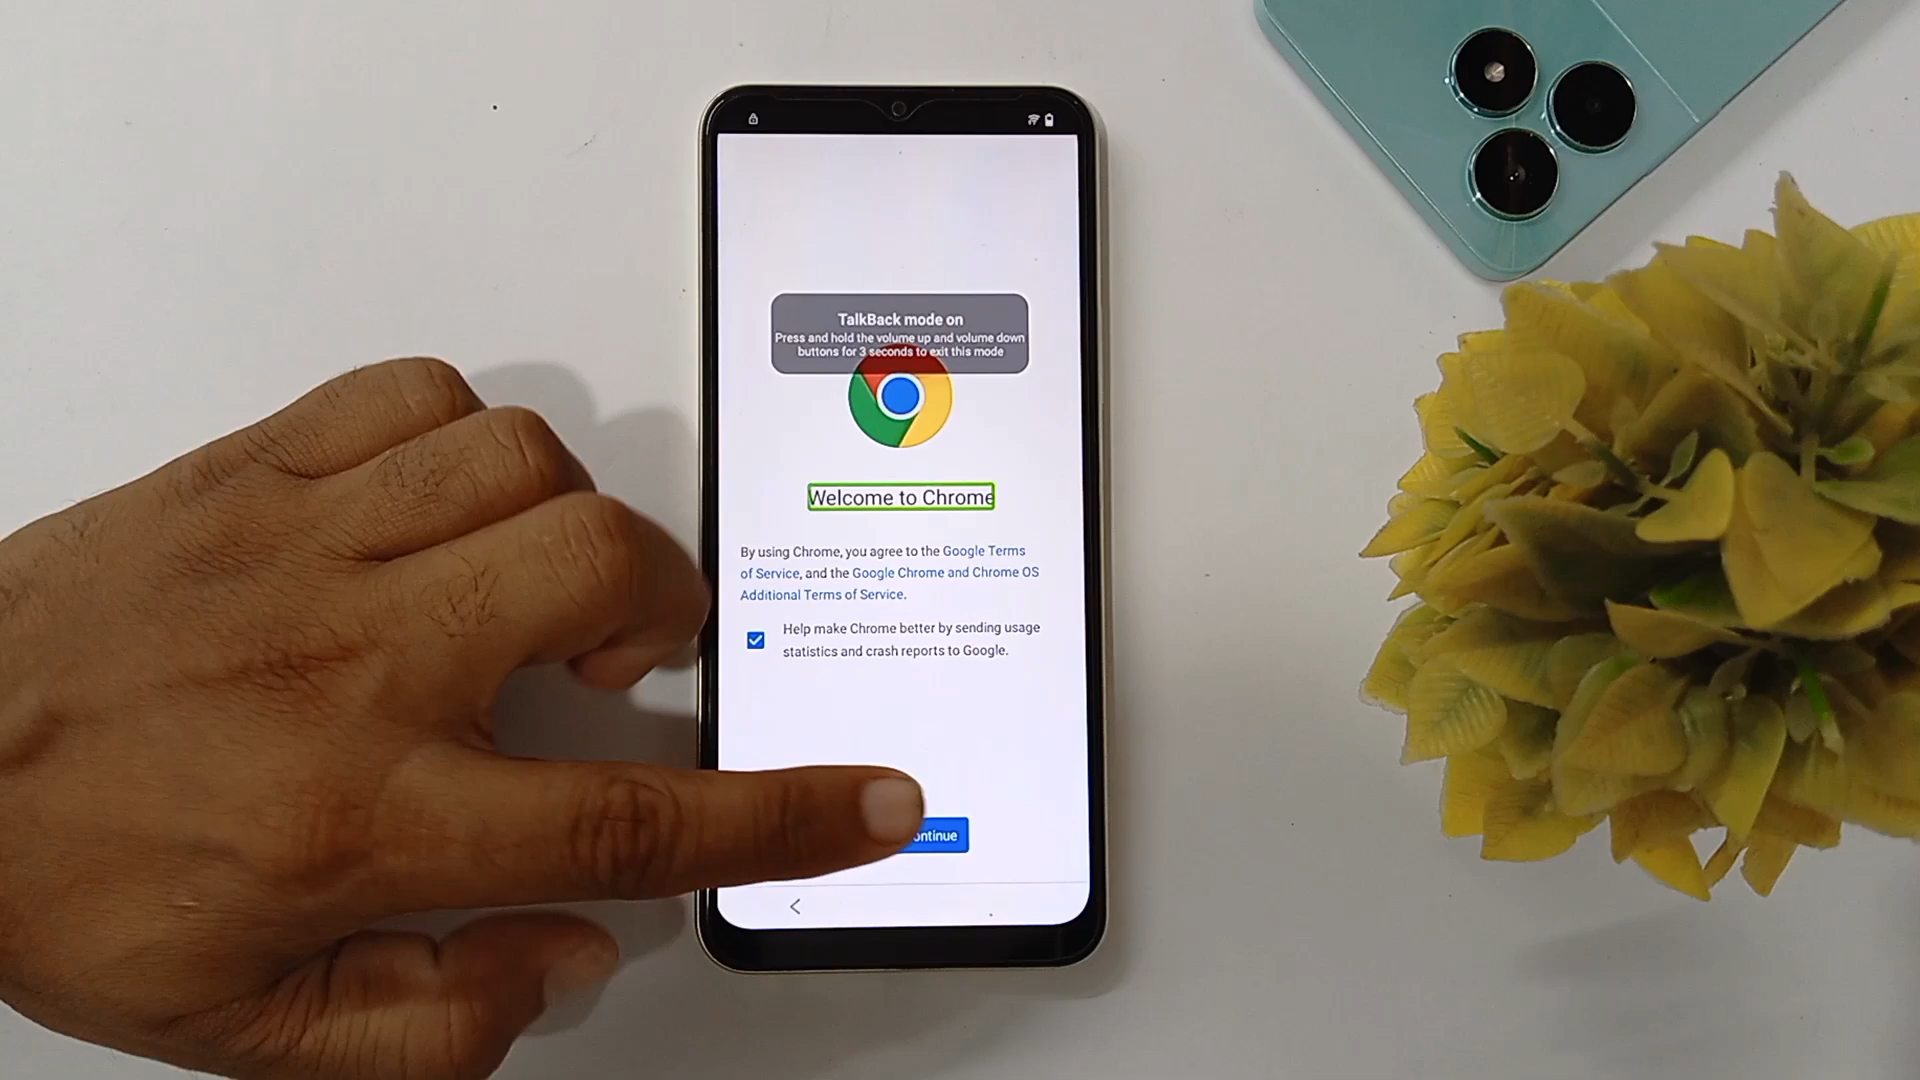 TalkBack mode on
Press and hold the volume up and volume down
buttons for 3 seconds to exit this mode
Welcome to Chrome
By using Chrome, you agree to the Google Terms
of Service, and the Google Chrome and Chrome OS
Additional Terms of Service.
Help make Chrome better by sending usage
statistics and crash reports to Google.
ontinue